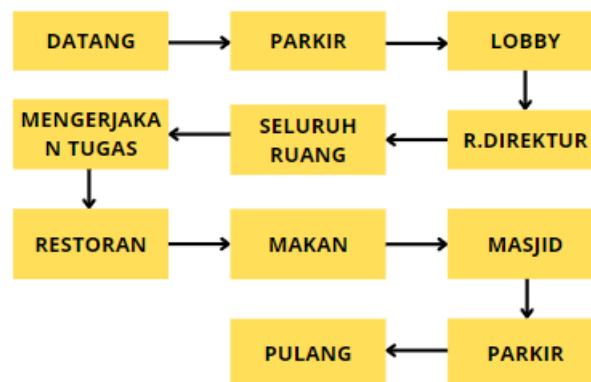 DATANG
PARKIR
LOBBY
R.DIREKTUR
SELURUH
RUANG
MENGERJAKA
N TUGAS
RESTORAN
MAKAN
MASJID
PARKIR
PULANG